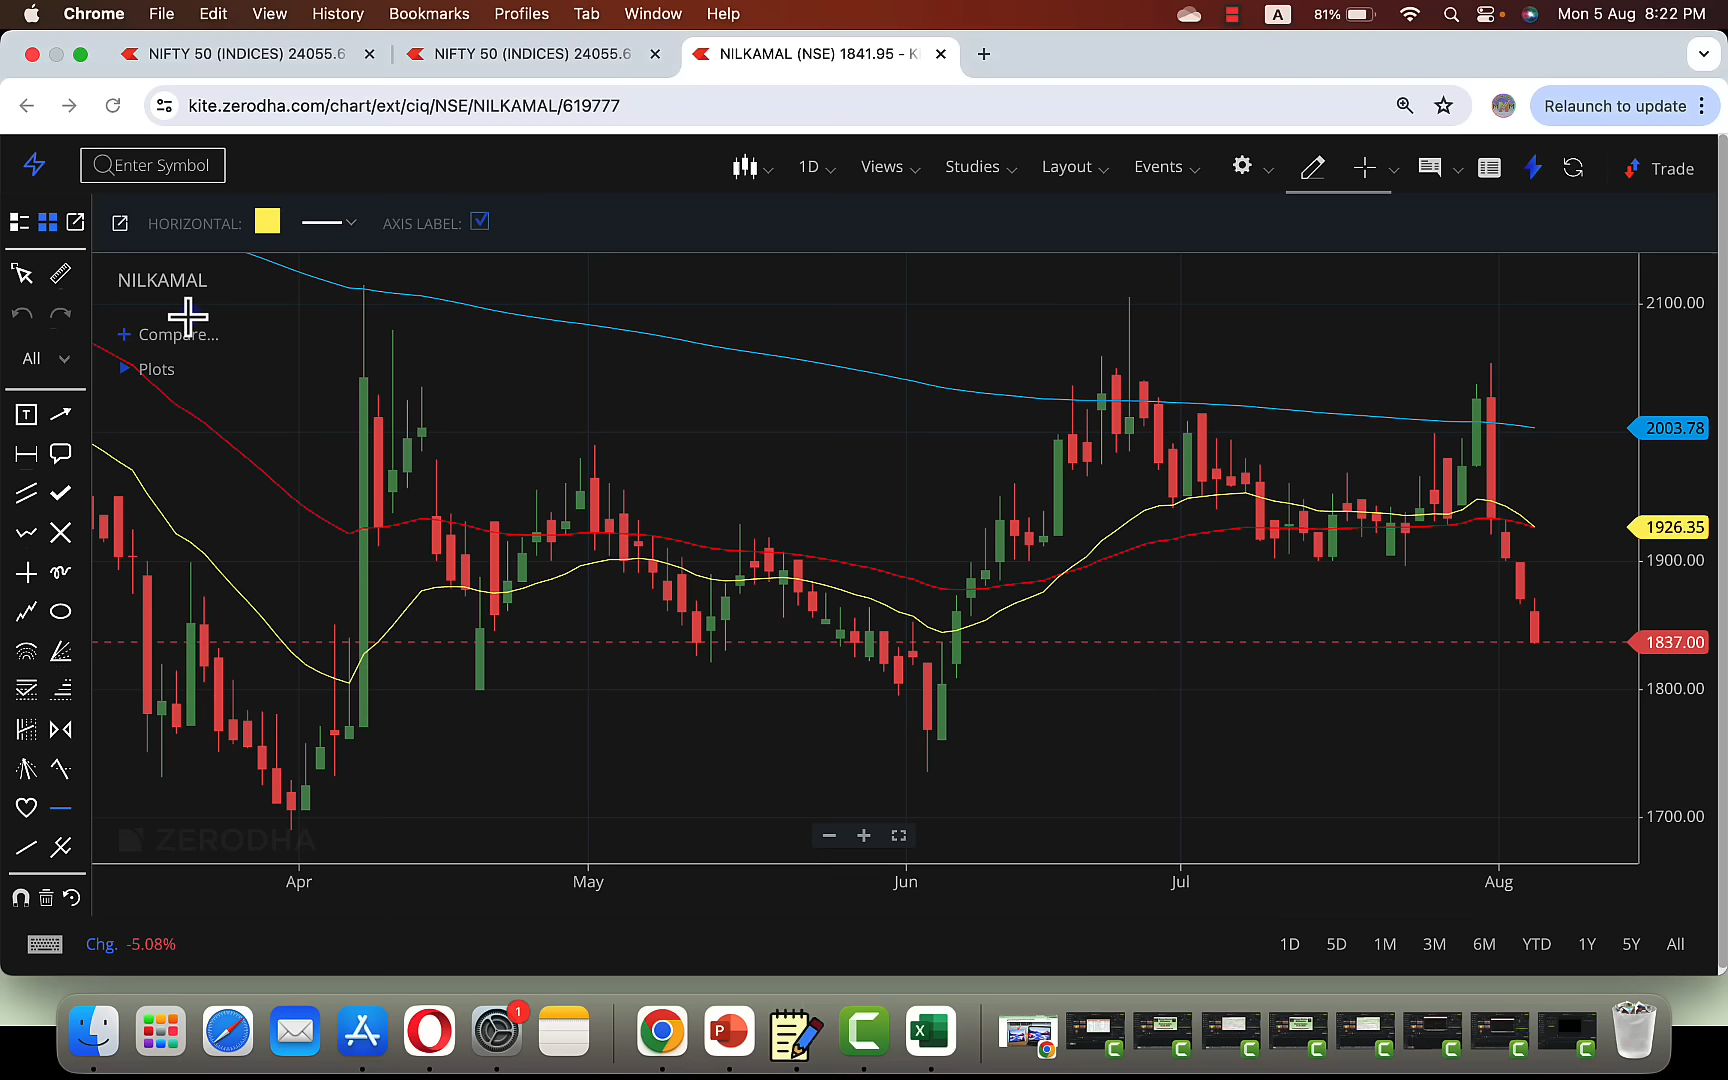 Chrome File Edit View History Bookmarks Profiles Tab Window Help A 81% Mon 5 Aug 8:22 PM
NIFTY 50 (INDICES) 24055.6 NIFTY 50 (INDICES) 24055.6 NILKAMAL (NSE) 1841.95 - K
kite.zerodha.com/chart/ext/ciq/NSE/NILKAMAL/619777 Relaunch to update
Enter Symbol 1D Views Studies Layout Events Trade
HORIZONTAL: AXIS LABEL:
NILKAMAL
Compare...
Plots
All
T
2100.00
2003.78
1926.35
1900.00
1837.00
1800.00
1700.00
ZERODHA
Apr May Jun Jul Aug
Chg. -5.08% 1D 5D 1M 3M 6M YTD 1Y 5Y All
1
P
C
X